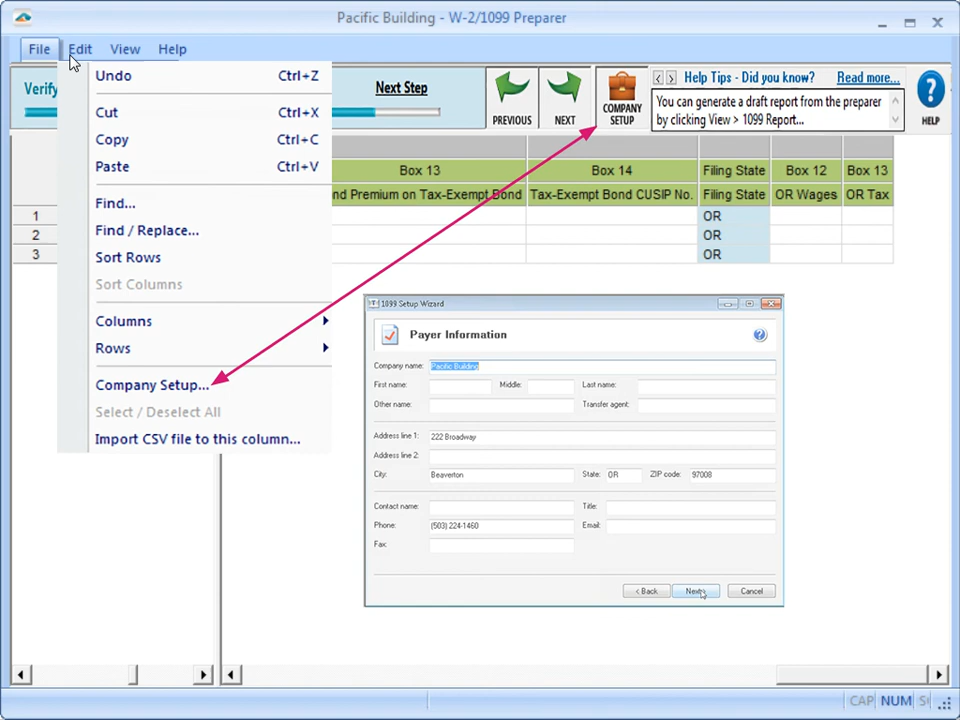 Pacific Building - W-2/1099 Preparer
File Edit View Help
Undo Ctrl+Z
Cut Ctrl+X
Copy Ctrl+C
Paste Ctrl+V
Find...
Find / Replace...
Sort Rows
Sort Columns
Columns
Rows
Company Setup...
Select / Deselect All
Import CSV file to this column...
Verify
Next Step
PREVIOUS
NEXT
COMPANY
SETUP
Help Tips - Did you know? Read more...
You can generate a draft report from the preparer
by clicking View > 1099 Report...
HELP
Box 13 Box 14 Filing State Box 12 Box 13
nd Premium on Tax-Exempt Bond Tax-Exempt Bond CUSIP No. Filing State OR Wages OR Tax
1 OR
2 OR
3 OR
1099 Setup Wizard
Payer Information
Company name: Pacific Building
First name: Middle: Last name:
Other name: Transfer agent:
Address line 1: 222 Broadway
Address line 2:
City: Beaverton State: OR ZIP code: 97008
Contact name: Title:
Phone: (503) 224-1460 Email:
Fax:
< Back Next > Cancel
CAP NUM